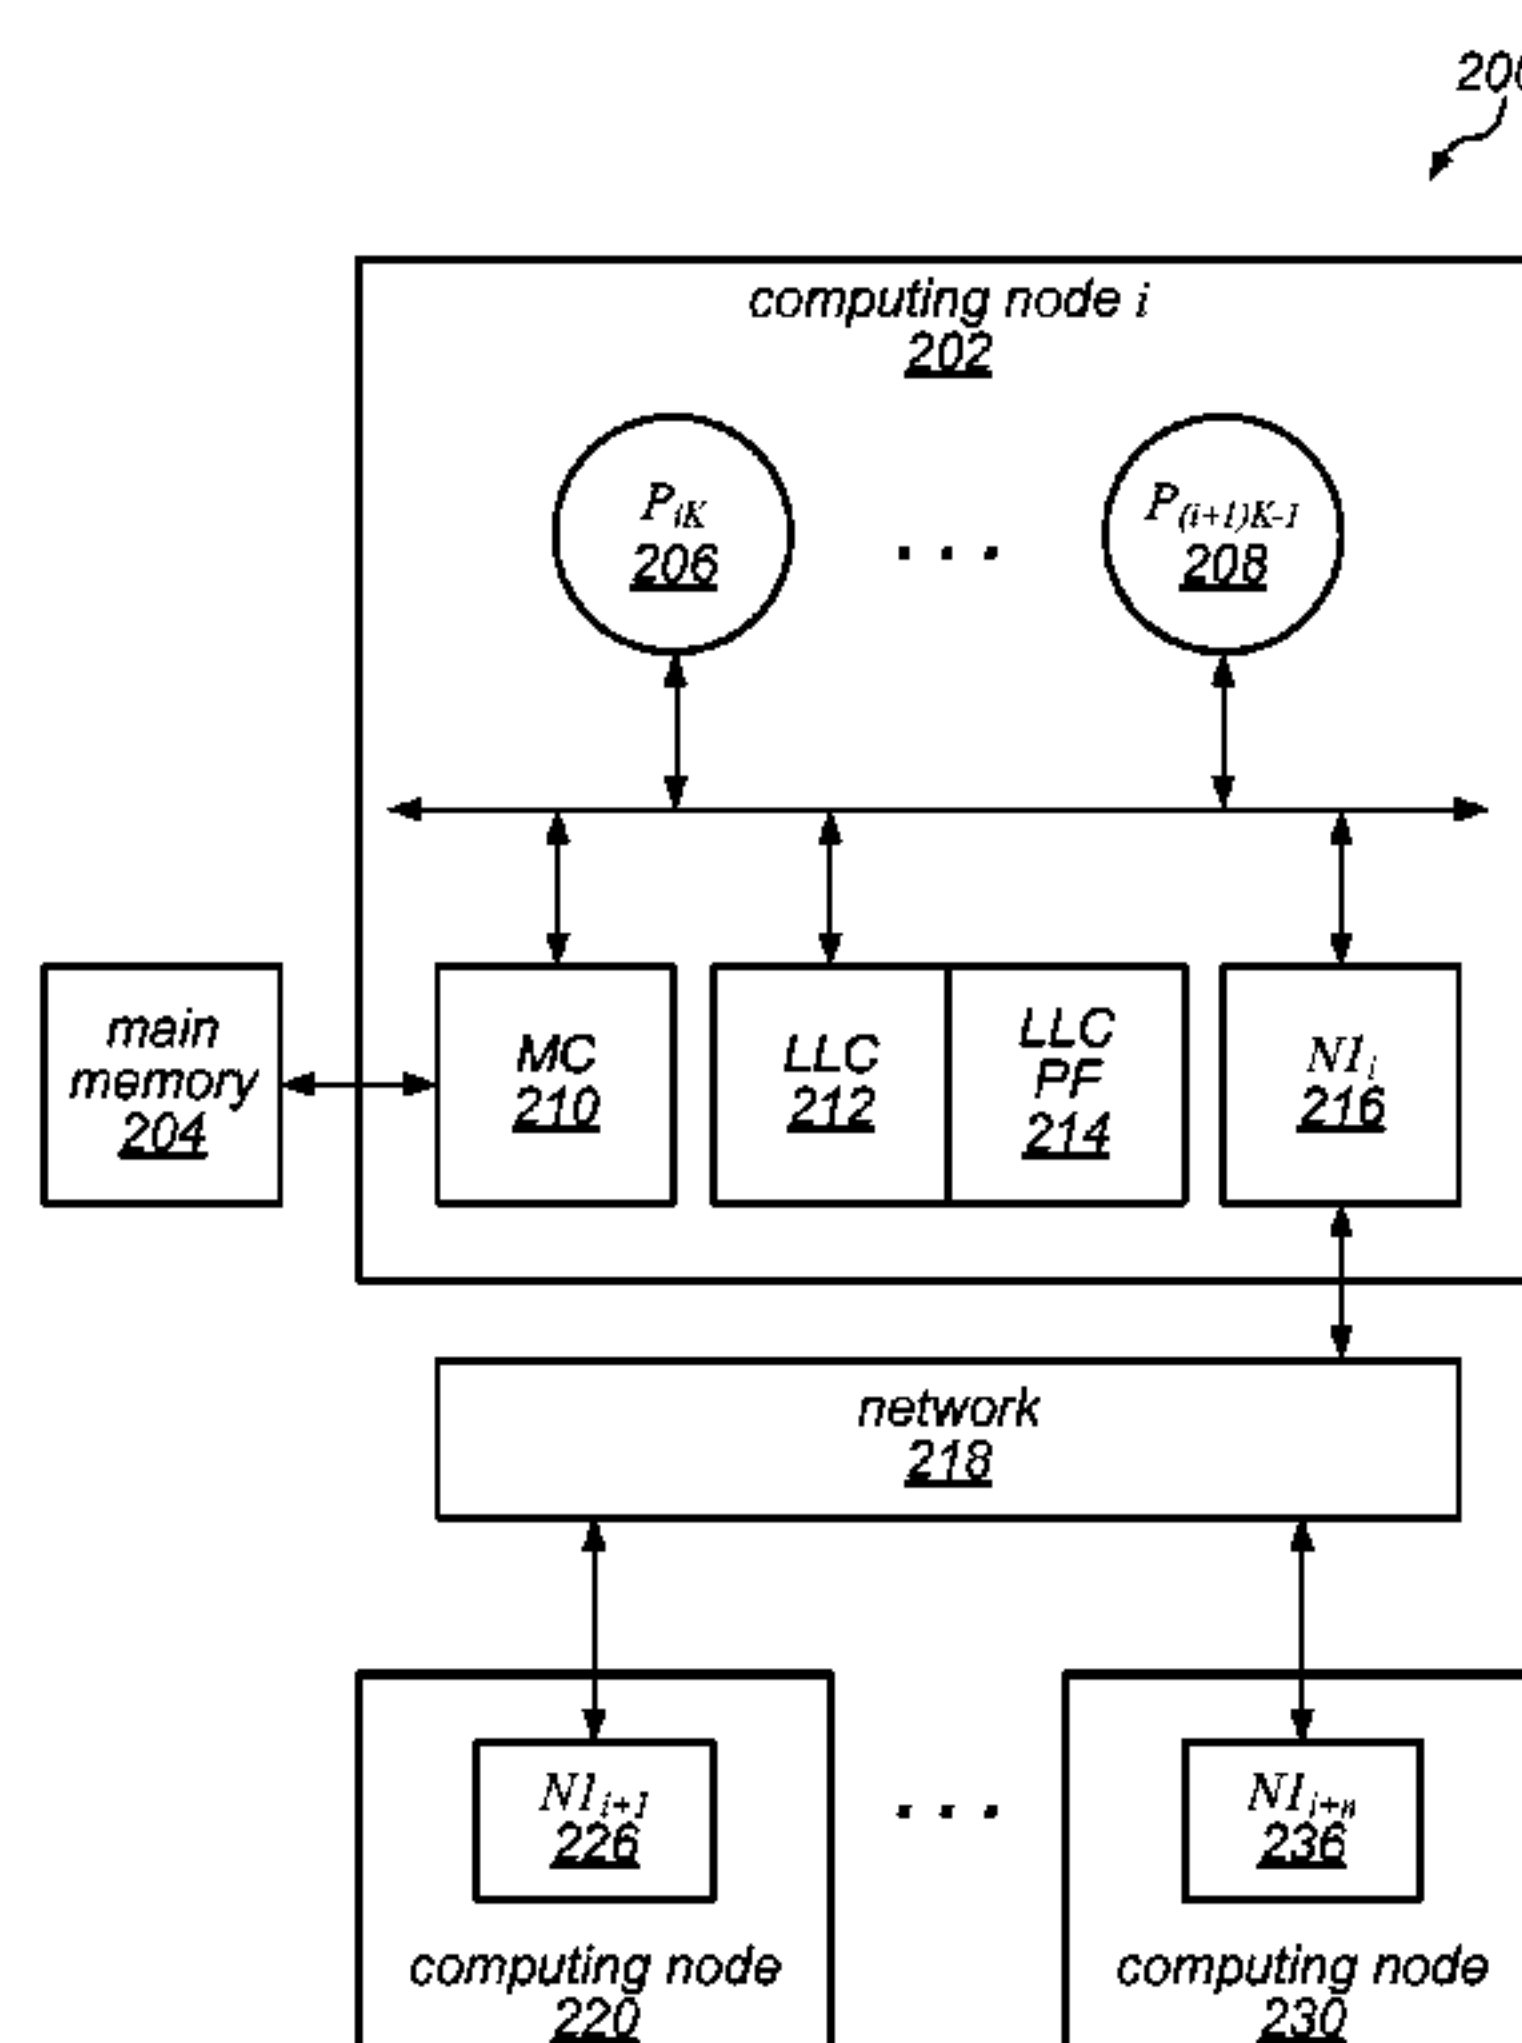 200
computing node i
202
P_iK
206
...
P_(i+1)K-1
208
main
memory
204
MC
210
LLC
212
LLC
PF
214
NI_i
216
network
218
NI_i+1
226
...
NI_i+n
236
computing node
220
computing node
230